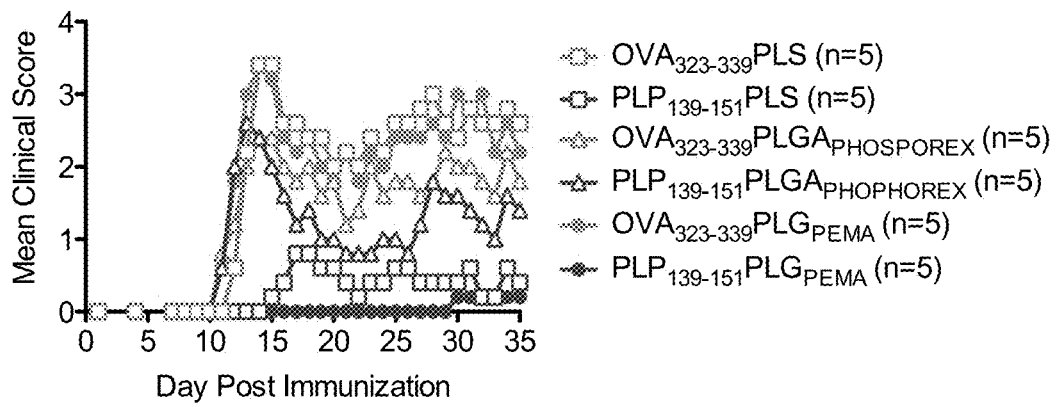 4
3
2
1
0
Mean Clinical Score
0 5 10 15 20 25 30 35
Day Post Immunization
OVA323-339PLS (n=5)
PLP139-151PLS (n=5)
OVA323-339PLGAPHOSPOREX (n=5)
PLP139-151PLGAPHOPHOREX (n=5)
OVA323-339PLGPEMA (n=5)
PLP139-151PLGPEMA (n=5)